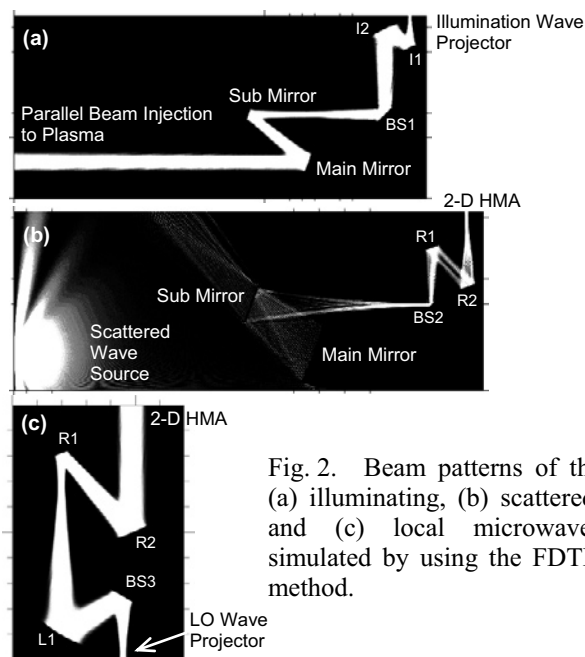 (a)
I2
Illumination Wave
Projector
I1
Sub Mirror
Parallel Beam Injection
to Plasma
BS1
Main Mirror
2-D HMA
(b)
R1
Sub Mirror
R2
BS2
Scattered
Wave
Source
Main Mirror
(c)
2-D HMA
R1
R2
BS3
L1
LO Wave
Projector
Fig. 2. Beam patterns of th
(a) illuminating, (b) scattered
and (c) local microwave
simulated by using the FDTD
method.